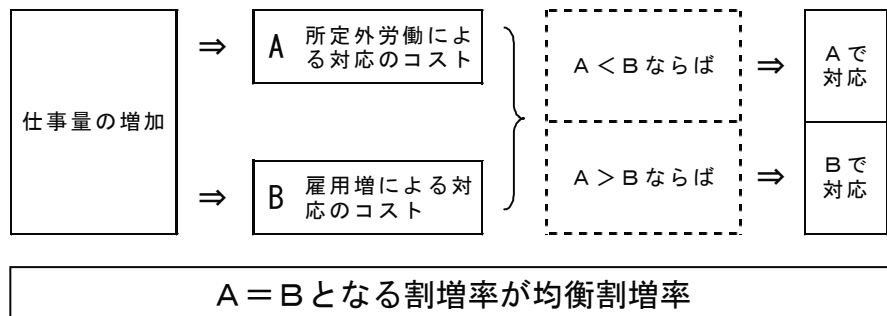 仕事量の増加
⇒
A
所定外労働によ
る対応のコスト
⇒
B
雇用増による対
応のコスト
A<Bならば
⇒
Aで
対応
A>Bならば
⇒
Bで
対応
A=Bとなる割増率が均衡割増率